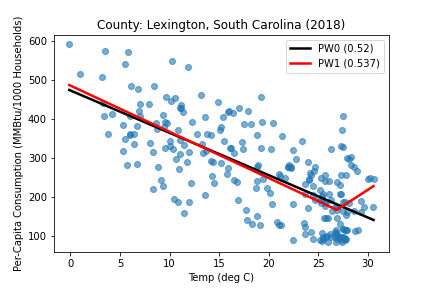 County: Lexington, South Carolina (2018)
Per-Capita Consumption (MMBtu/1000 Households)
600
500
400
300
200
100
PW0 (0.52)
PW1 (0.537)
0 5 10 15 20 25 30
Temp (deg C)